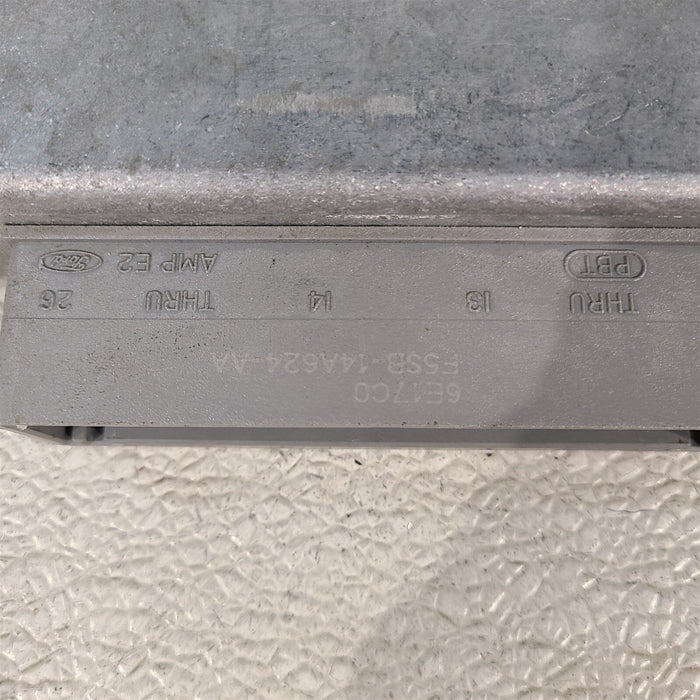 6E17C0
F5SB-14A624-AA
THRU 13 14 THRU 26
PBT AMP E2 Ford